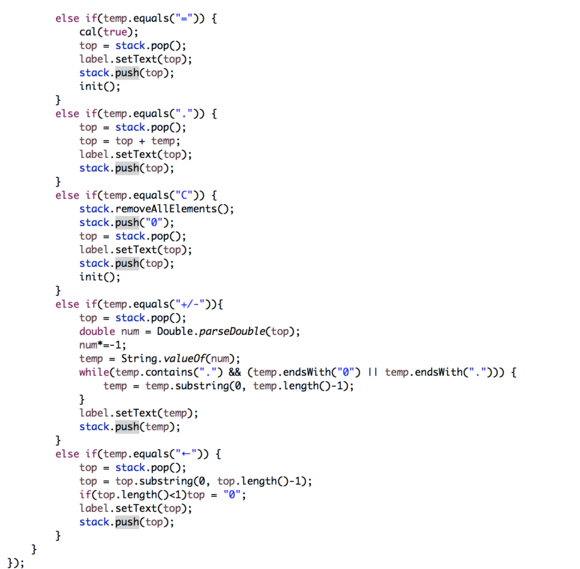 else if(temp.equals("=")) {
cal(true);
top = stack.pop();
label.setText(top);
stack.push(top);
init();
}
else if(temp.equals(".")) {
top = stack.pop();
top = top + temp;
label.setText(top);
stack.push(top);
}
else if(temp.equals("C")) {
stack.removeAllElements();
stack.push("0");
top = stack.pop();
label.setText(top);
stack.push(top);
init();
}
else if(temp.equals("+/-")){
top = stack.pop();
double num = Double.parseDouble(top);
num*=-1;
temp = String.valueOf(num);
while(temp.contains(".") && (temp.endsWith("0") || temp.endsWith("."))) {
temp = temp.substring(0, temp.length()-1);
}
label.setText(temp);
stack.push(temp);
}
else if(temp.equals("←")) {
top = stack.pop();
top = top.substring(0, top.length()-1);
if(top.length()<1)top = "0";
label.setText(top);
stack.push(top);
}
}
});